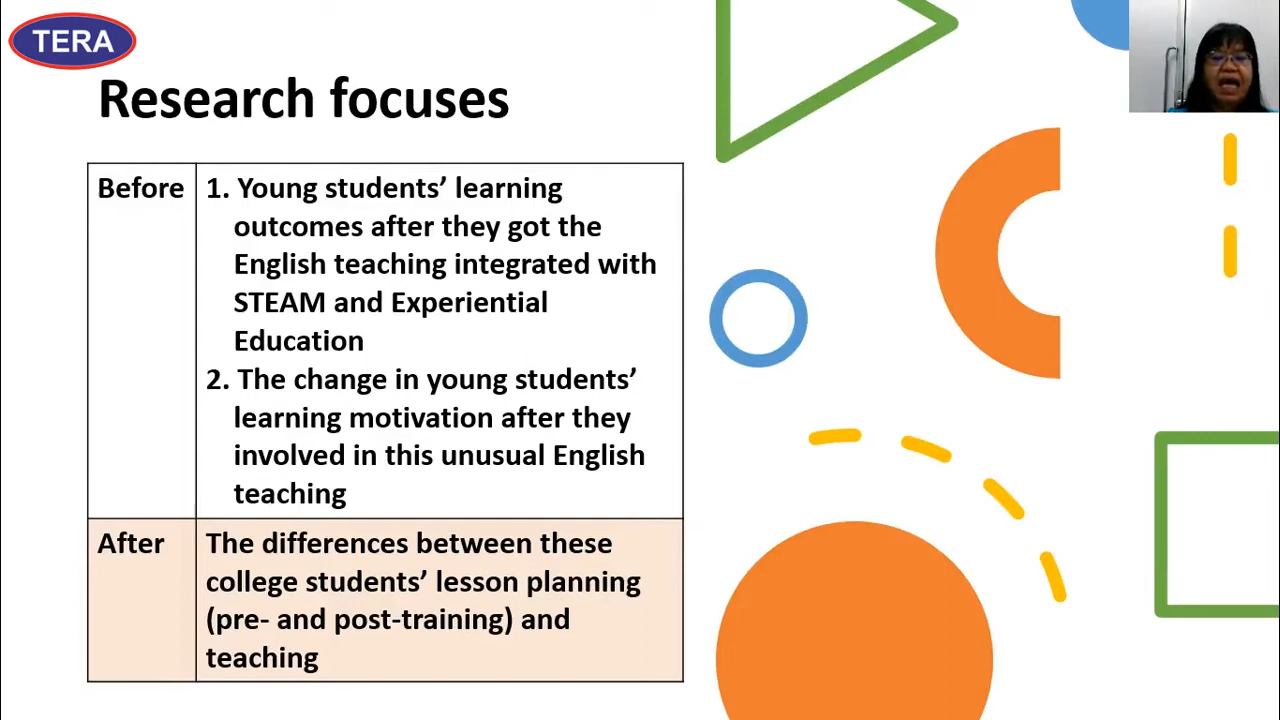 TERA
Research focuses
Before
1. Young students’ learning
outcomes after they got the
English teaching integrated with
STEAM and Experiential
Education
2. The change in young students’
learning motivation after they
involved in this unusual English
teaching
After
The differences between these
college students’ lesson planning
(pre- and post-training) and
teaching